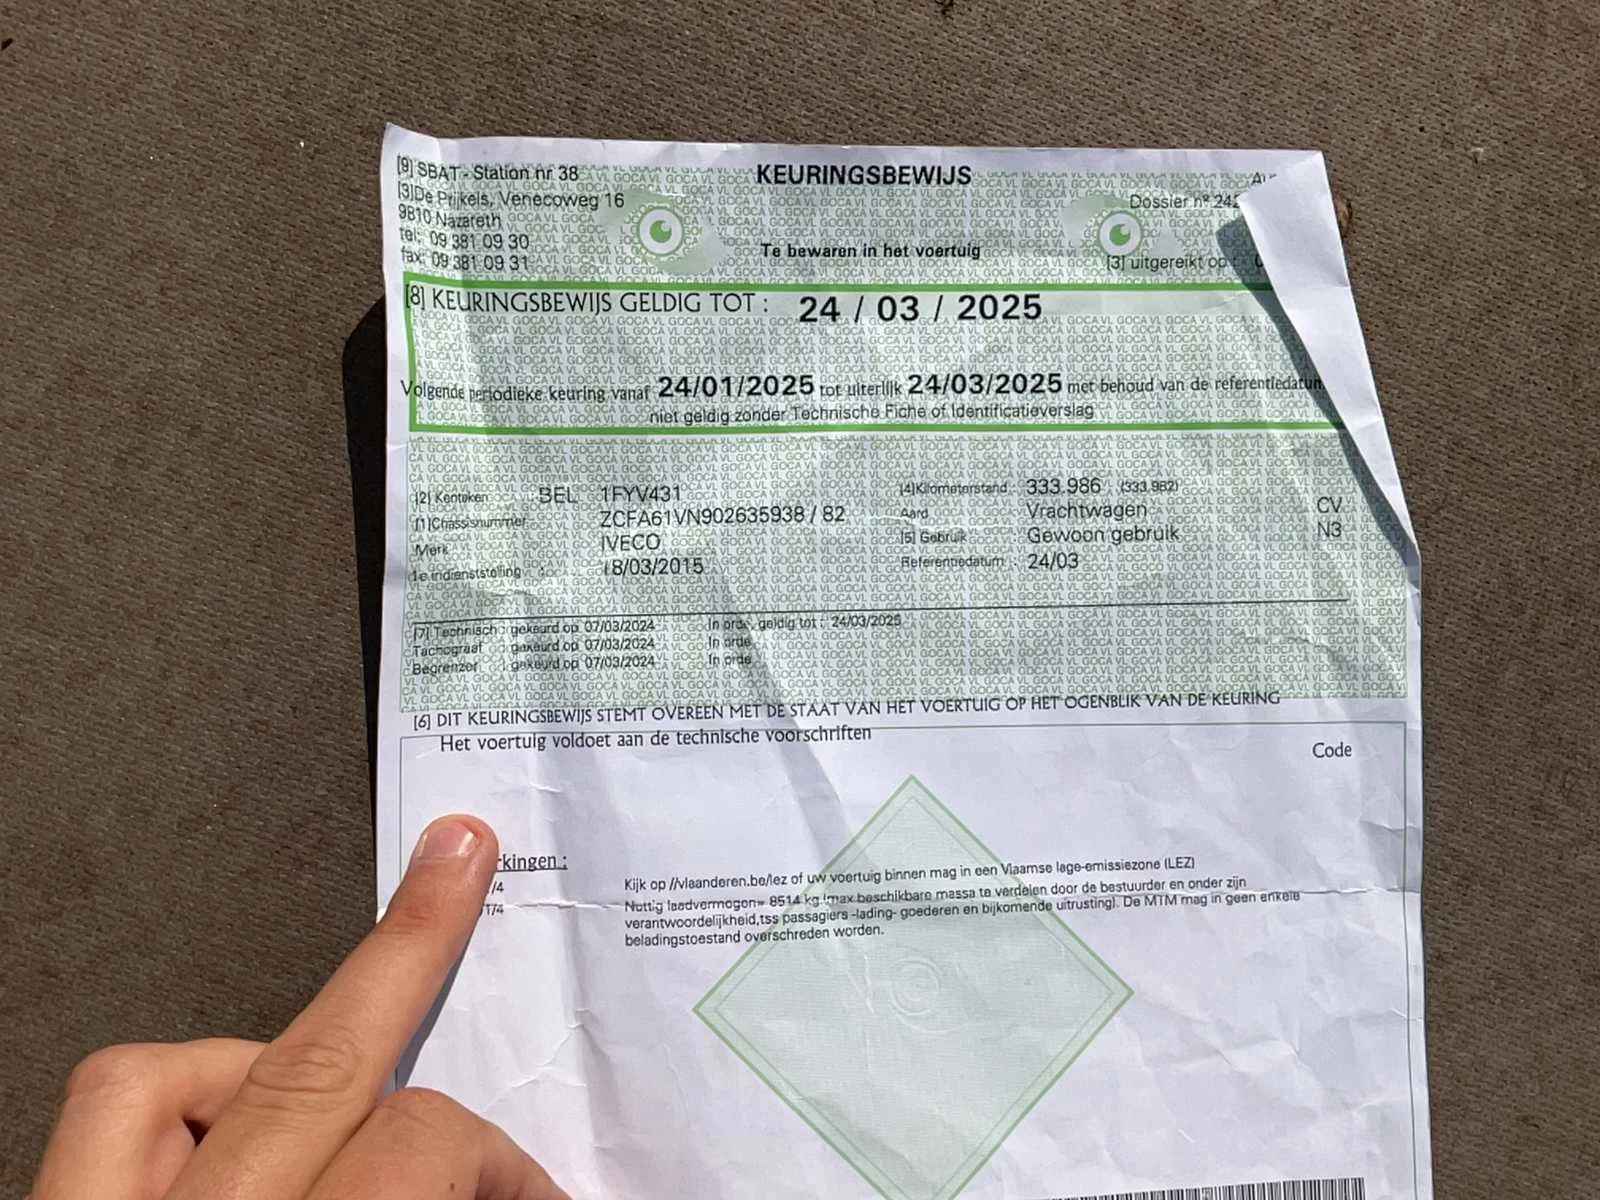 [9] SBAT - Station nr 38
KEURINGSBEWIJS
[3]De Prijkels, Venecoweg 16
Dossier nº 242
9810 Nazareth
tel: 09 381 09 30
Te bewaren in het voertuig
fax: 09 381 09 31
[3] uitgereikt op :
[8] KEURINGSBEWIJS GELDIG TOT : 24 / 03 / 2025
Volgende periodieke keuring vanaf 24/01/2025 tot uiterlijk 24/03/2025 met behoud van de referentiedatum
niet geldig zonder Technische Fiche of Identificatieverslag
[2] Kenteken : BEL 1FYV431
[4]Kilometerstand : 333.986 (333.982)
[1]Chassisnummer : ZCFA61VN902635938 / 82
Aard : Vrachtwagen CV
Merk : IVECO
[5] Gebruik : Gewoon gebruik N3
1e indienststelling : 18/03/2015
Referentiedatum : 24/03
[7] Technisch gekeurd op 07/03/2024 In orde, geldig tot : 24/03/2025
Tachograaf gekeurd op 07/03/2024 In orde
Begrenzer gekeurd op 07/03/2024 In orde
[6] DIT KEURINGSBEWIJS STEMT OVEREEN MET DE STAAT VAN HET VOERTUIG OP HET OGENBLIK VAN DE KEURING
Het voertuig voldoet aan de technische voorschriften
Code
rkingen :
/4 Kijk op //vlaanderen.be/lez of uw voertuig binnen mag in een Vlaamse lage-emissiezone (LEZ)
1/4 Nuttig laadvermogen= 8514 kg (max beschikbare massa te verdelen door de bestuurder en onder zijn
verantwoordelijkheid,tss passagiers -lading- goederen en bijkomende uitrusting). De MTM mag in geen enkele
beladingstoestand overschreden worden.